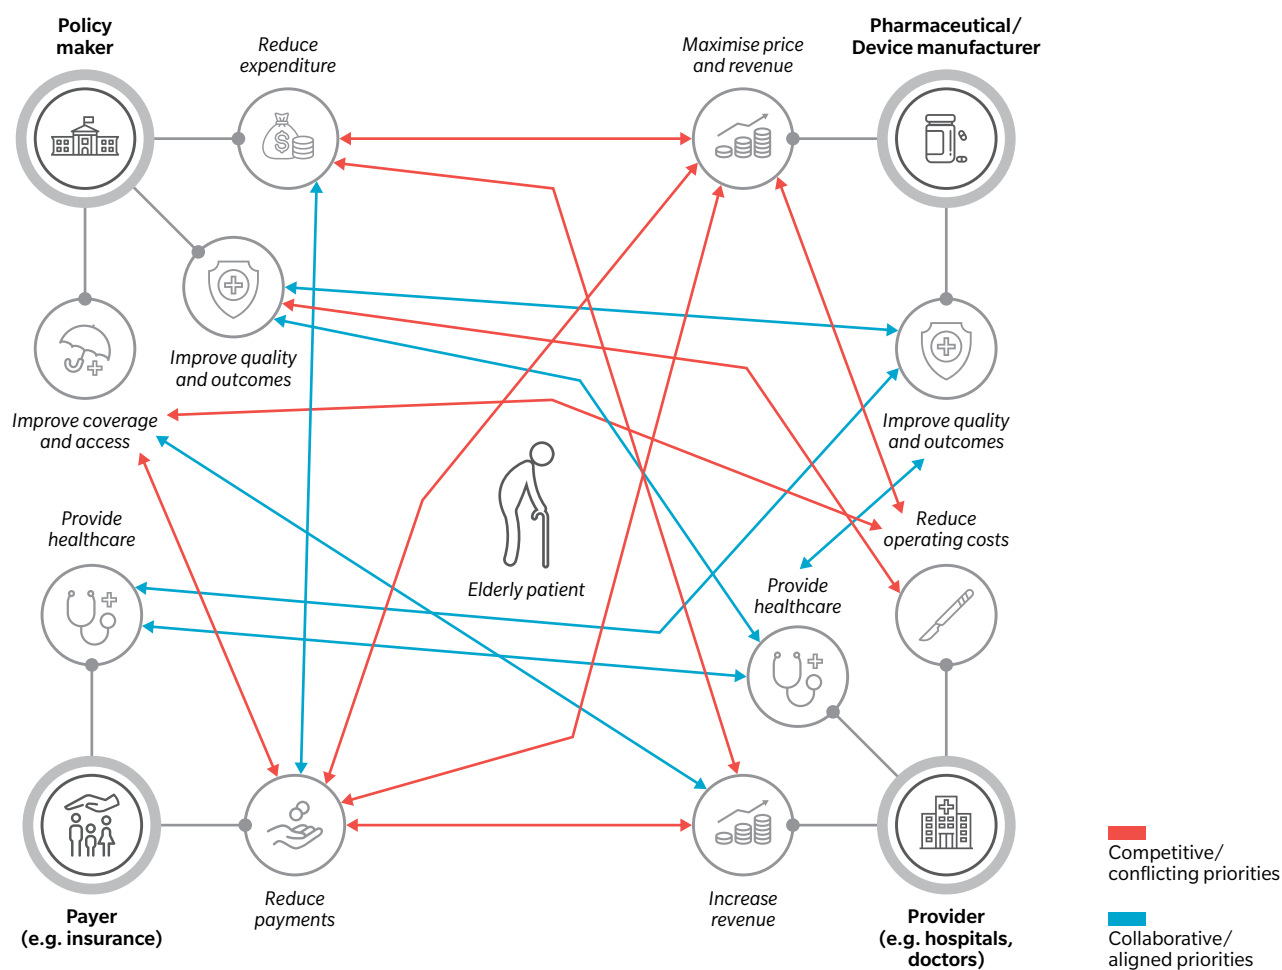 Policy
maker
Reduce
expenditure
Maximise price
and revenue
Pharmaceutical/
Device manufacturer
$
Improve quality
and outcomes
Improve coverage
and access
Improve quality
and outcomes
Provide
healthcare
Reduce
operating costs
Elderly patient
Provide
healthcare
Reduce
payments
Increase
revenue
Payer
(e.g. insurance)
Provider
(e.g. hospitals,
doctors)
Competitive/
conflicting priorities
Collaborative/
aligned priorities